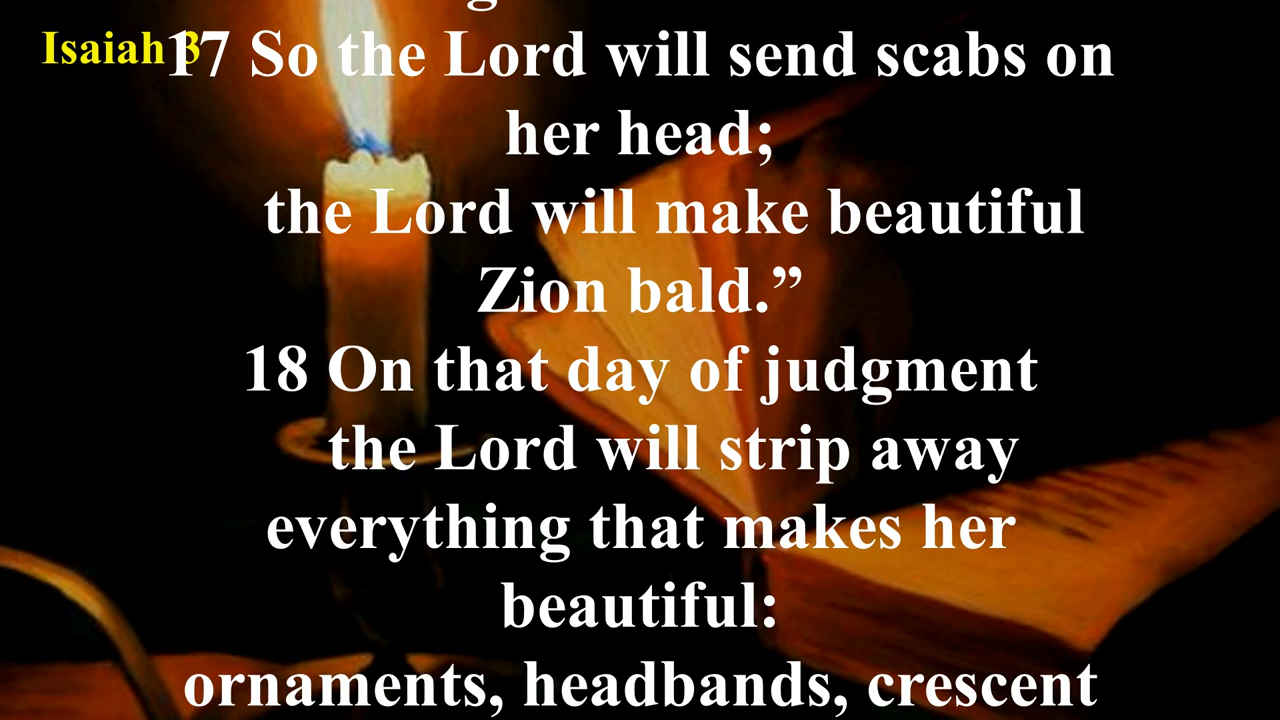 Isaiah 3
17 So the Lord will send scabs on
her head;
the Lord will make beautiful
Zion bald.”
18 On that day of judgment
the Lord will strip away
everything that makes her
beautiful:
ornaments, headbands, crescent